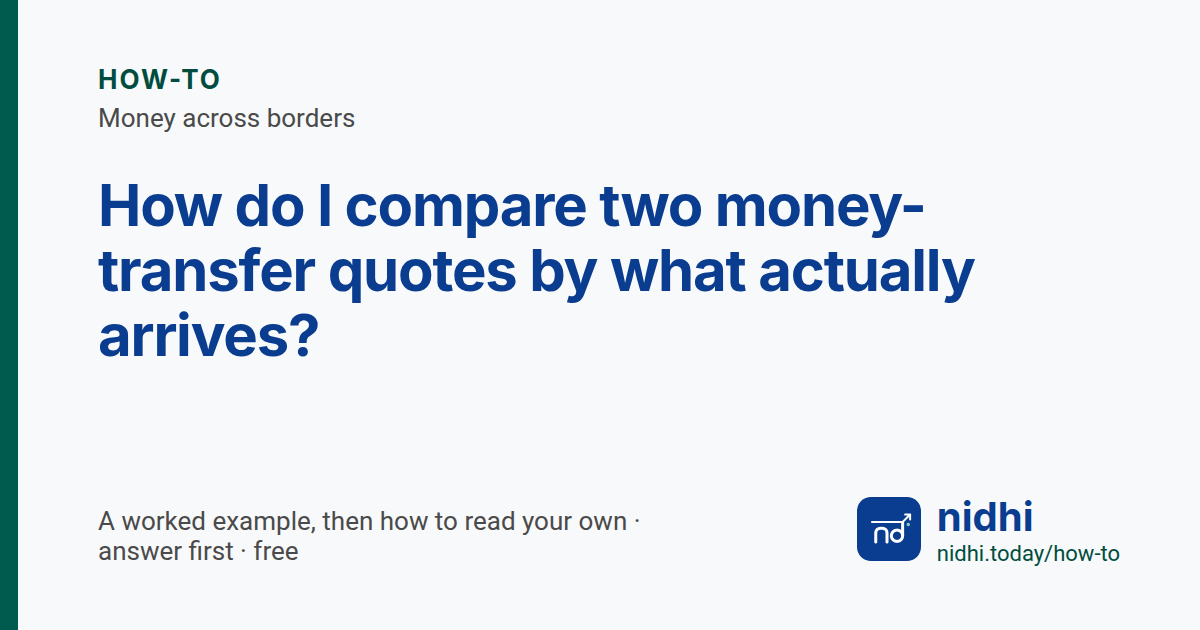 HOW-TO
Money across borders
How do I compare two money-
transfer quotes by what actually
arrives?
A worked example, then how to read your own ·
answer first · free
nd
nidhi
nidhi.today/how-to